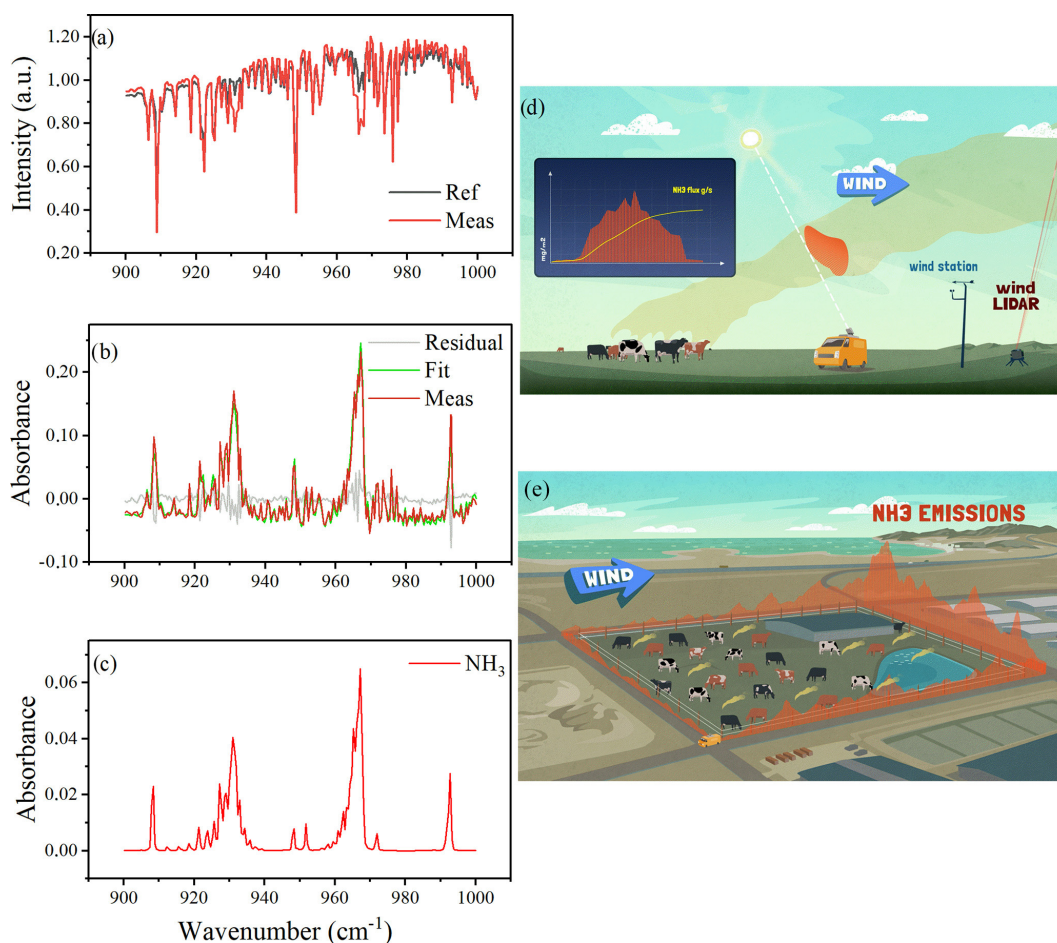 (a)
1.20
1.00
0.80
0.60
0.40
0.20
Intensity (a.u.)
Ref
Meas
900 920 940 960 980 1000
(b)
Residual
Fit
Meas
0.20
0.10
0.00
-0.10
Absorbance
900 920 940 960 980 1000
(c)
NH₃
0,06
0,04
0,02
0,00
Absorbance
900 920 940 960 980 1000
Wavenumber (cm⁻¹)
(d)
WIND
NH3 flux g/s
mg/m2
wind station
wind
LIDAR
(e)
NH3 EMISSIONS
WIND